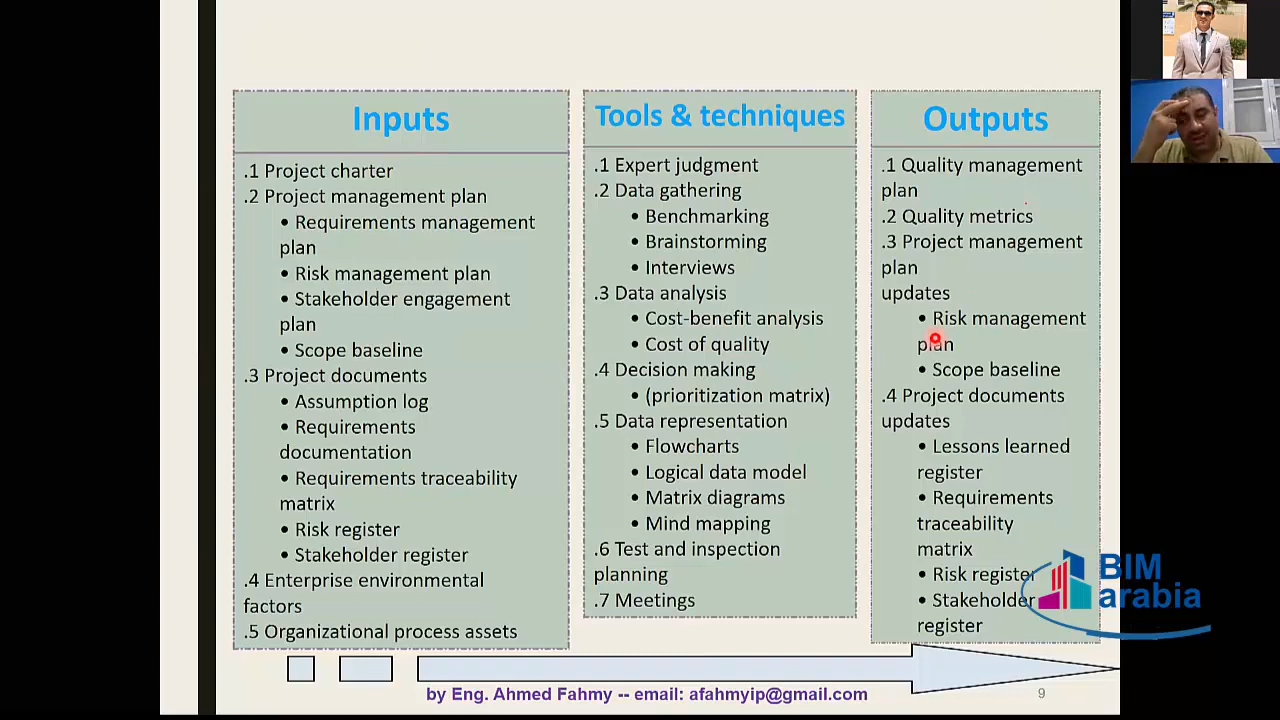 Inputs
.1 Project charter
.2 Project management plan
• Requirements management
plan
• Risk management plan
• Stakeholder engagement
plan
• Scope baseline
.3 Project documents
• Assumption log
• Requirements
documentation
• Requirements traceability
matrix
• Risk register
• Stakeholder register
.4 Enterprise environmental
factors
.5 Organizational process assets
Tools & techniques
.1 Expert judgment
.2 Data gathering
• Benchmarking
• Brainstorming
• Interviews
.3 Data analysis
• Cost-benefit analysis
• Cost of quality
.4 Decision making
• (prioritization matrix)
.5 Data representation
• Flowcharts
• Logical data model
• Matrix diagrams
• Mind mapping
.6 Test and inspection
planning
.7 Meetings
Outputs
.1 Quality management
plan
.2 Quality metrics
.3 Project management
plan
updates
• Risk management
plan
• Scope baseline
.4 Project documents
updates
• Lessons learned
register
• Requirements
traceability
matrix
• Risk register
• Stakeholder
register
BIM
arabia
by Eng. Ahmed Fahmy -- email: afahmyip@gmail.com
9